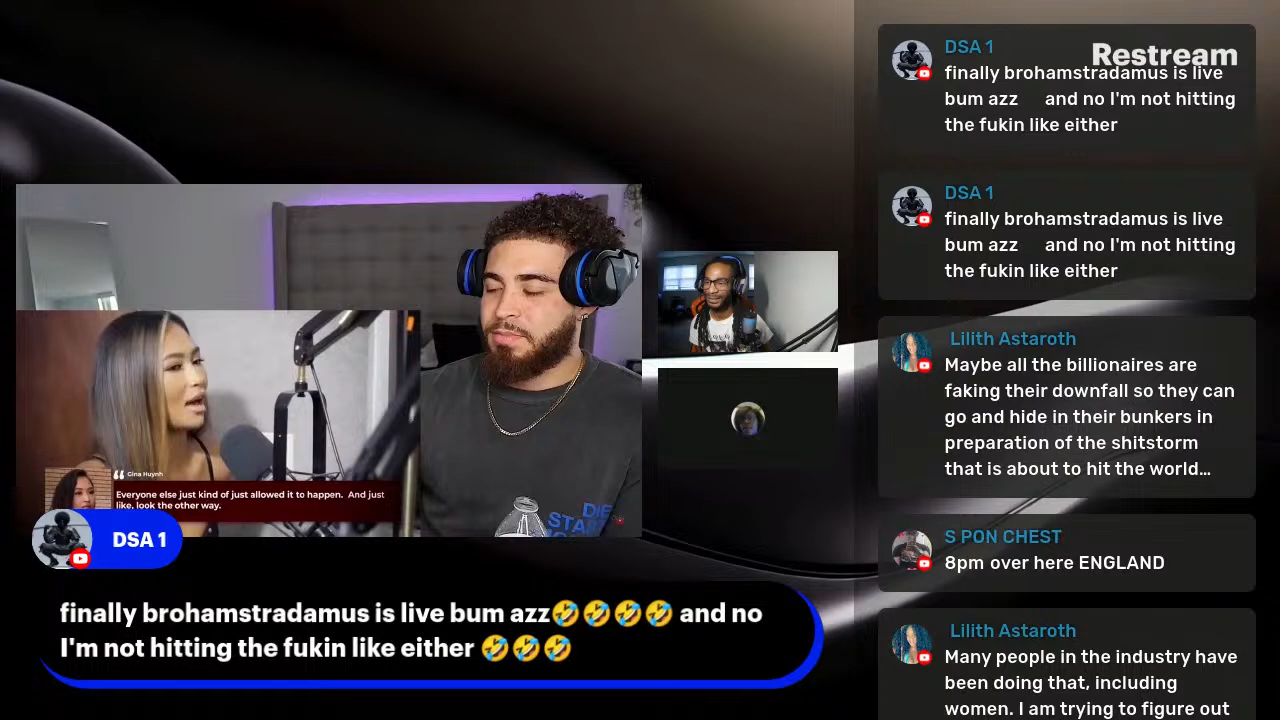 Restream
DSA 1
finally brohamstradamus is live
bum azz and no I'm not hitting
the fukin like either
DSA 1
finally brohamstradamus is live
bum azz and no I'm not hitting
the fukin like either
Lilith Astaroth
Maybe all the billionaires are
faking their downfall so they can
go and hide in their bunkers in
preparation of the shitstorm
that is about to hit the world...
S PON CHEST
8pm over here ENGLAND
Lilith Astaroth
Many people in the industry have
been doing that, including
women. I am trying to figure out
Gina Huynh
Everyone else just kind of just allowed it to happen. And just
like, look the other way.
DIE
DSA 1
finally brohamstradamus is live bum azz🤣🤣🤣🤣 and no
I'm not hitting the fukin like either 🤣🤣🤣